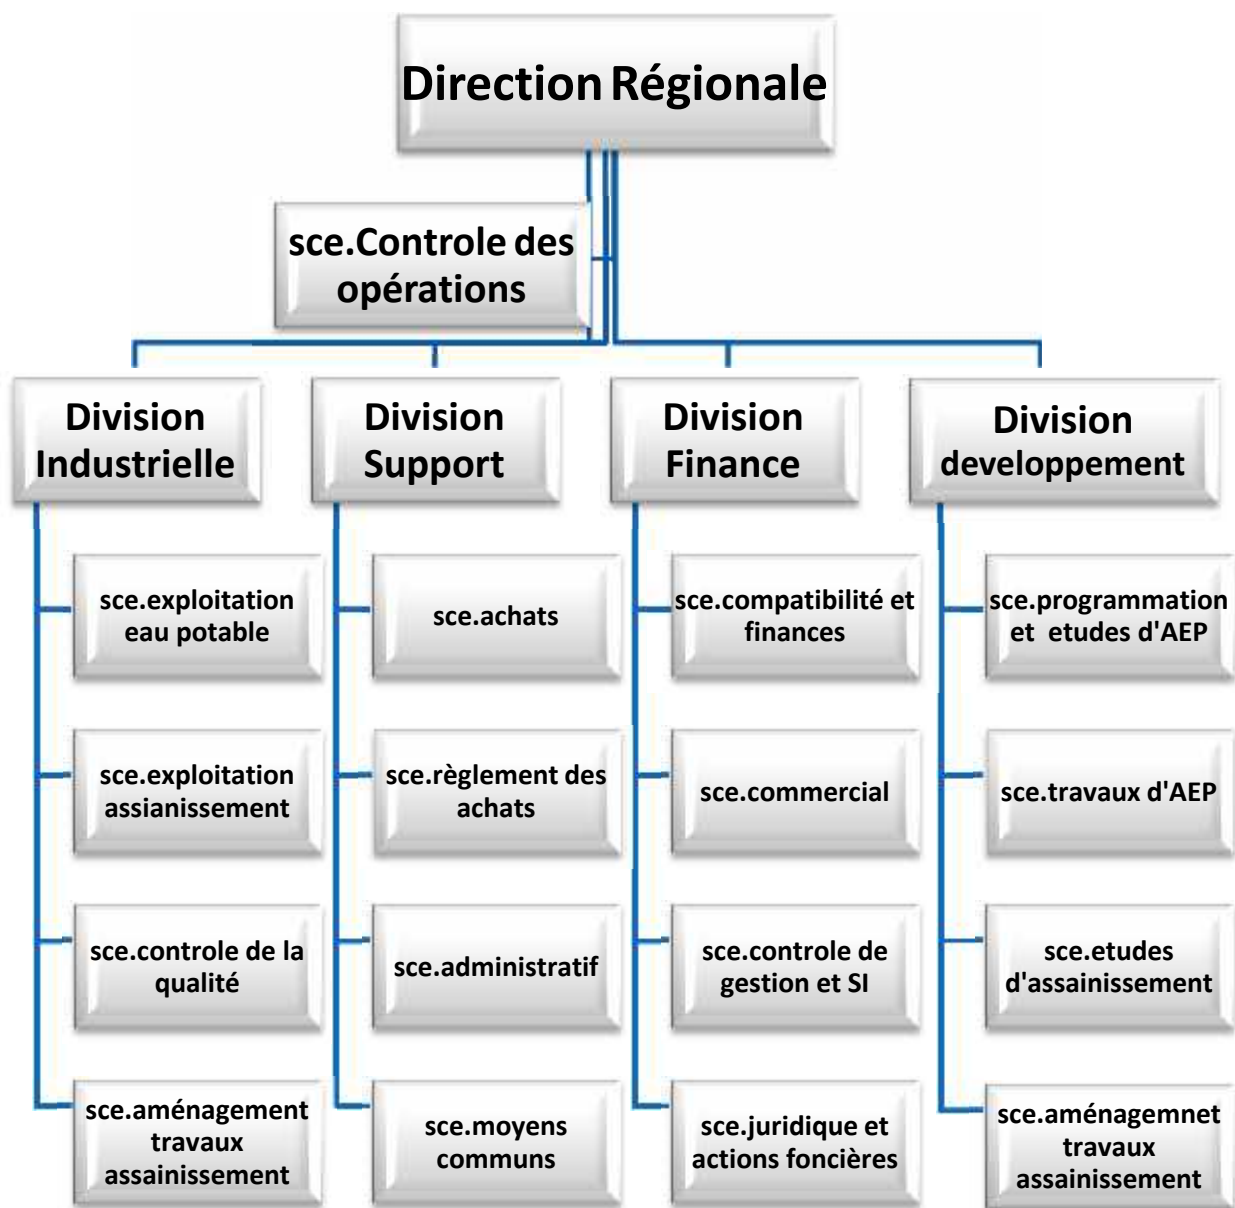 Direction Régionale
sce.Controle des
opérations
Division
Industrielle
Division
Support
Division
Finance
Division
developpement
sce.exploitation
eau potable
sce.exploitation
assianissement
sce.controle de la
qualité
sce.aménagement
travaux
assainissement
sce.achats
sce.règlement des
achats
sce.administratif
sce.moyens
communs
sce.compatibilité et
finances
sce.commercial
sce.controle de
gestion et SI
sce.juridique et
actions foncières
sce.programmation
et etudes d'AEP
sce.travaux d'AEP
sce.etudes
d'assainissement
sce.aménagemnet
travaux
assainissement